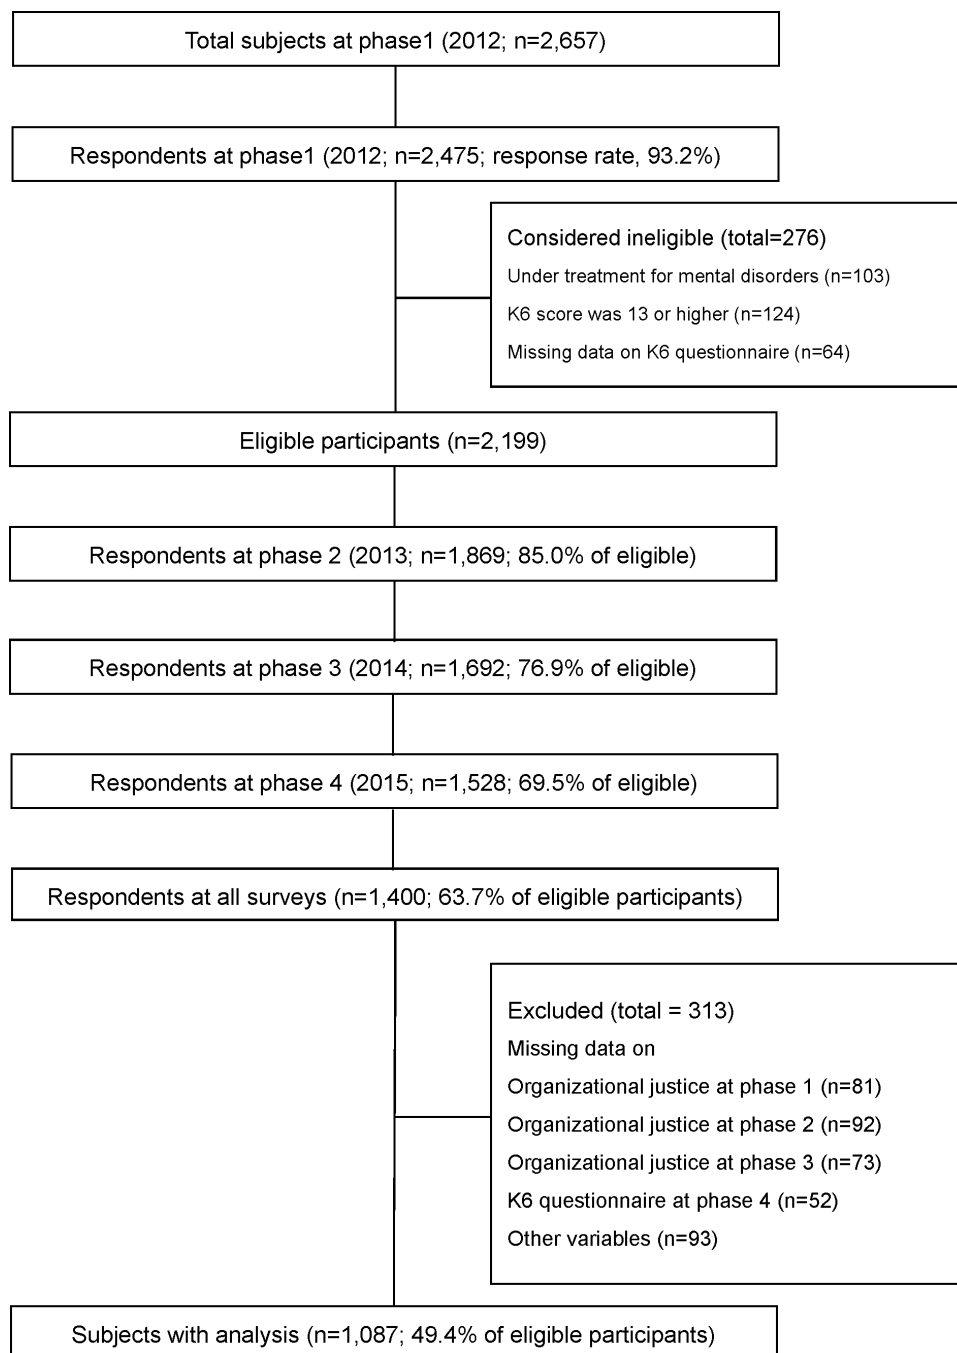 Total subjects at phase1 (2012; n=2,657)
Respondents at phase1 (2012; n=2,475; response rate, 93.2%)
Considered ineligible (total=276)
Under treatment for mental disorders (n=103)
K6 score was 13 or higher (n=124)
Missing data on K6 questionnaire (n=64)
Eligible participants (n=2,199)
Respondents at phase 2 (2013; n=1,869; 85.0% of eligible)
Respondents at phase 3 (2014; n=1,692; 76.9% of eligible)
Respondents at phase 4 (2015; n=1,528; 69.5% of eligible)
Respondents at all surveys (n=1,400; 63.7% of eligible participants)
Excluded (total = 313)
Missing data on
Organizational justice at phase 1 (n=81)
Organizational justice at phase 2 (n=92)
Organizational justice at phase 3 (n=73)
K6 questionnaire at phase 4 (n=52)
Other variables (n=93)
Subjects with analysis (n=1,087; 49.4% of eligible participants)